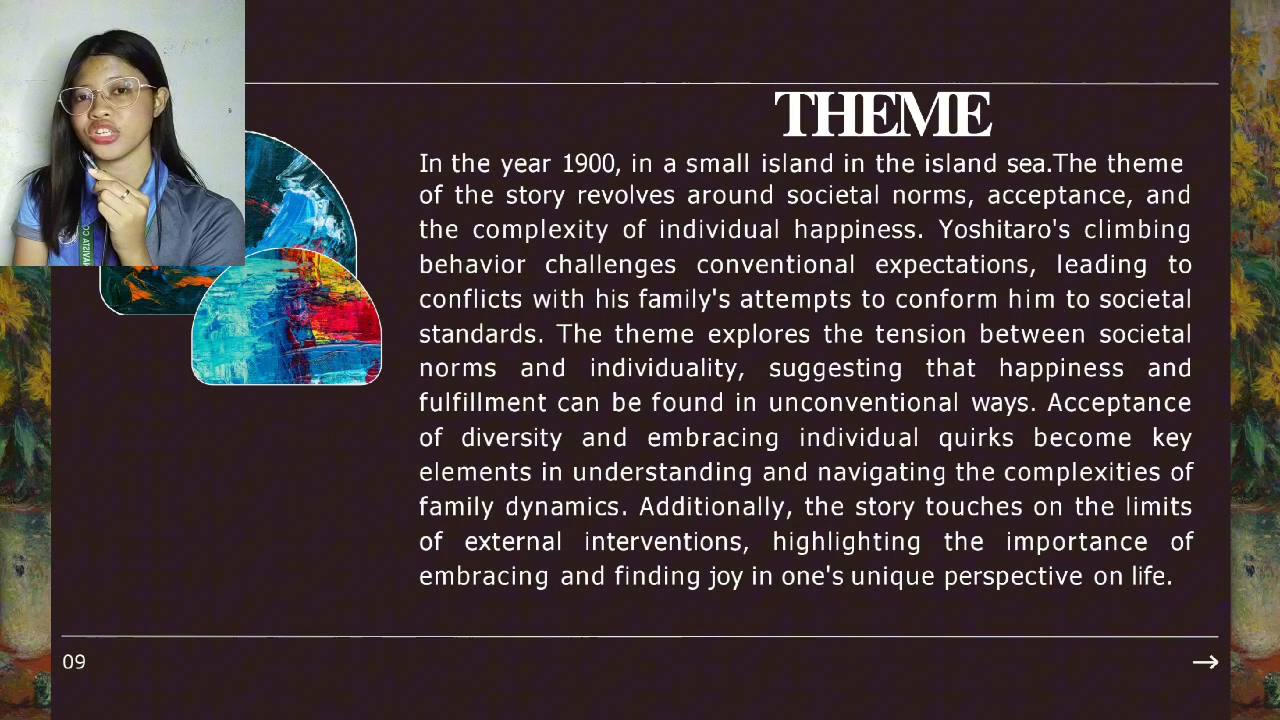 THEME
In the year 1900, in a small island in the island sea.The theme
of the story revolves around societal norms, acceptance, and
the complexity of individual happiness. Yoshitaro's climbing
behavior challenges conventional expectations, leading to
conflicts with his family's attempts to conform him to societal
standards. The theme explores the tension between societal
norms and individuality, suggesting that happiness and
fulfillment can be found in unconventional ways. Acceptance
of diversity and embracing individual quirks become key
elements in understanding and navigating the complexities of
family dynamics. Additionally, the story touches on the limits
of external interventions, highlighting the importance of
embracing and finding joy in one's unique perspective on life.
09